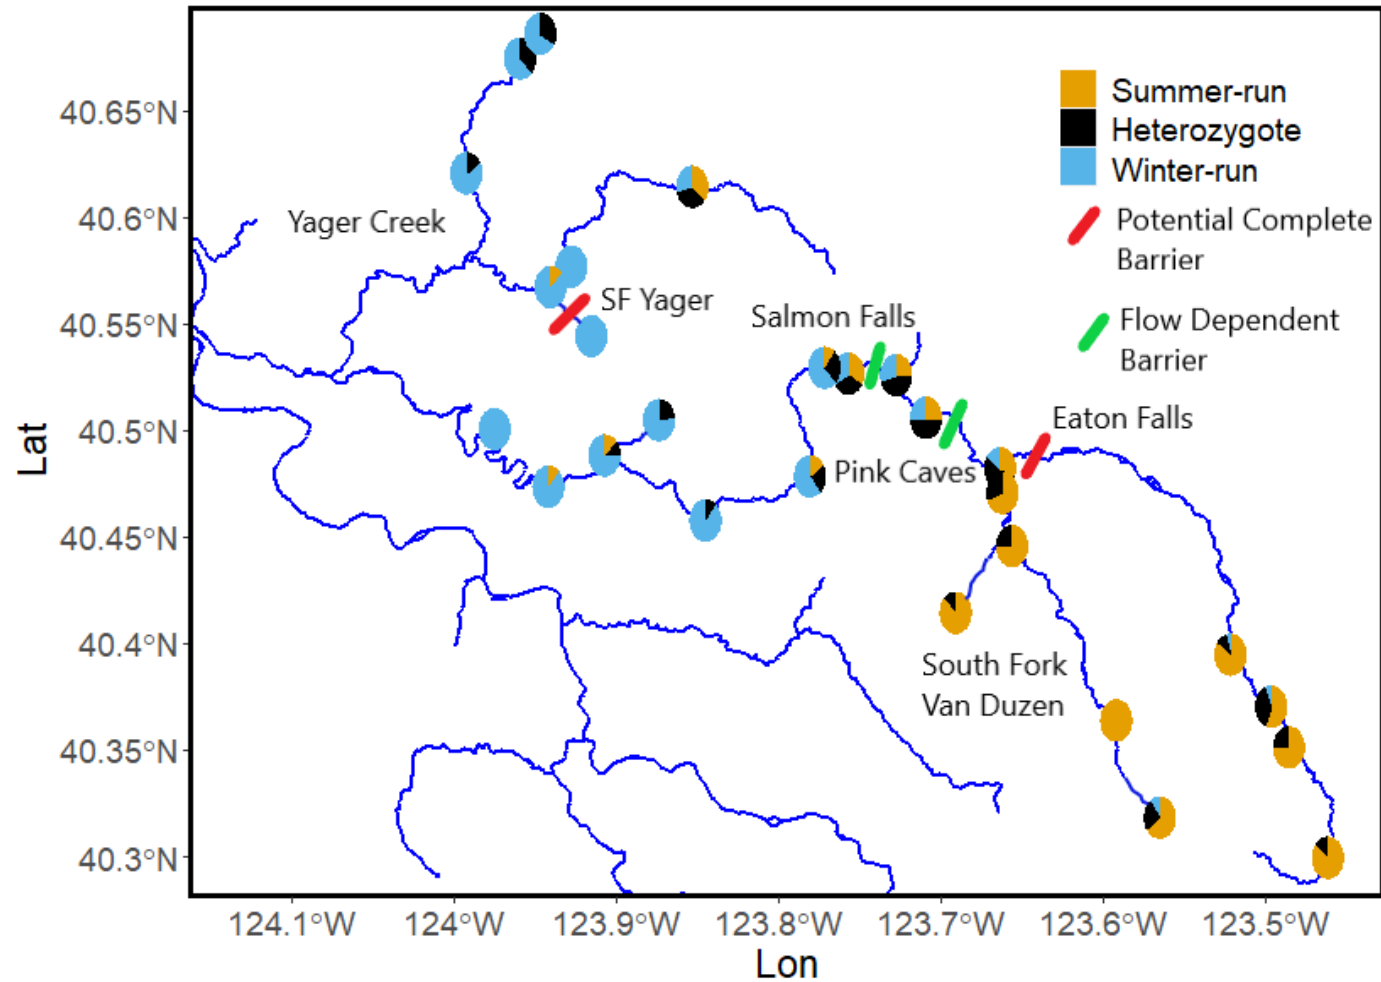 Summer-run
Heterozygote
Winter-run
Potential Complete
Barrier
Flow Dependent
Barrier
Yager Creek
SF Yager
Salmon Falls
Eaton Falls
Pink Caves
South Fork
Van Duzen
40.65°N
40.6°N
40.55°N
40.5°N
40.45°N
40.4°N
40.35°N
40.3°N
Lat
124.1°W
124°W
123.9°W
123.8°W
123.7°W
123.6°W
123.5°W
Lon